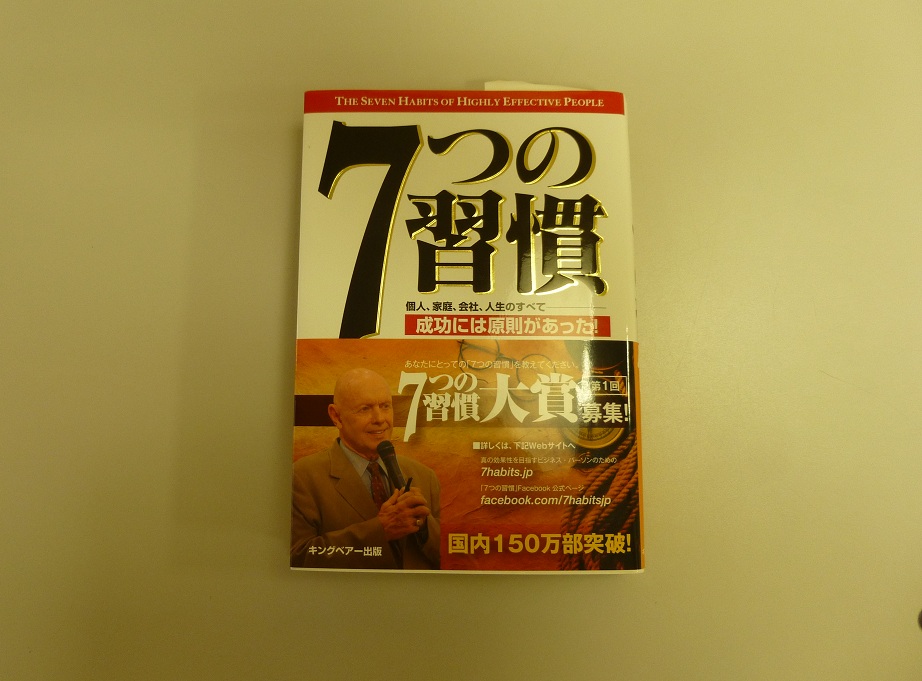 THE SEVEN HABITS OF HIGHLY EFFECTIVE PEOPLE
7つの
習慣
個人、家庭、会社、人生のすべて
成功には原則があった!
あなたにとっての「7つの習慣」を教えてください。
7つの習慣大賞
第1回
募集!
■詳しくは、下記Webサイトへ
真の効果性を目指すビジネス・パーソンのための
7habits.jp
「7つの習慣」Facebook 公式ページ
facebook.com/7habitsjp
キングベアー出版
国内150万部突破!